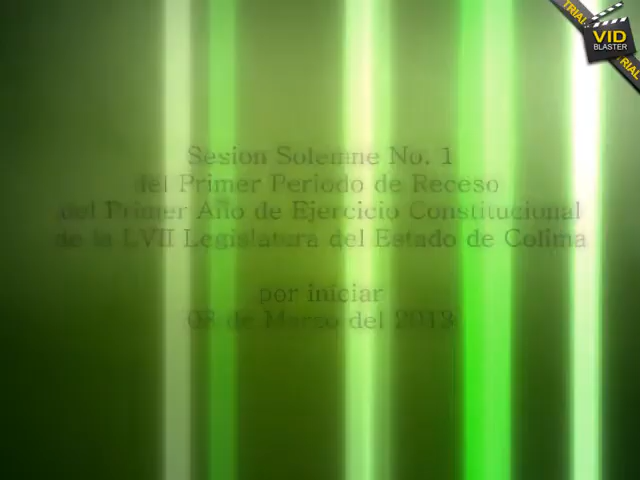 Sesion Solemne No. 1
del Primer Periodo de Receso
del Primer Año de Ejercicio Constitucional
de la LVII Legislatura del Estado de Colima
por iniciar
08 de Marzo del 2013
TRIAL
VID
BLASTER
TRIAL